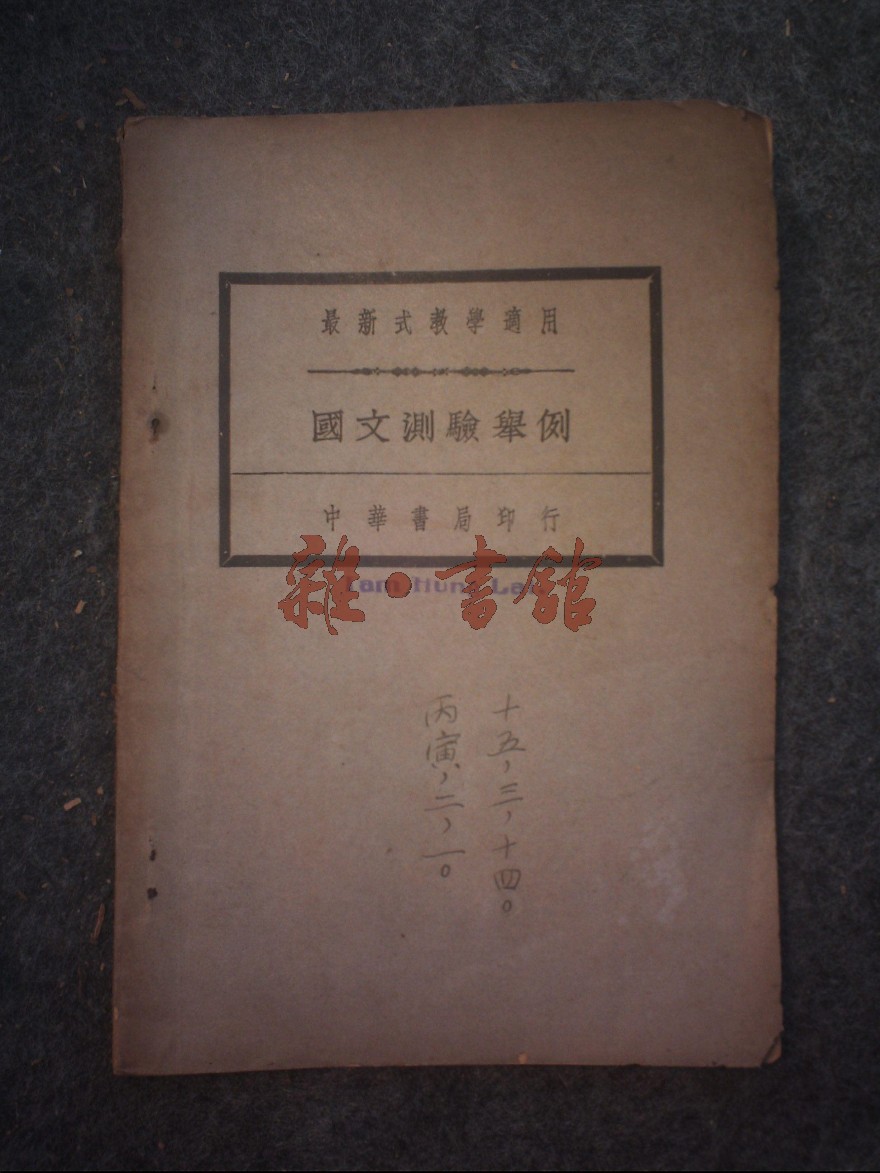 最新式教學適用
國文測驗舉例
中華書局印行
雜·書館
十五，三，十四。
丙寅，二，一。